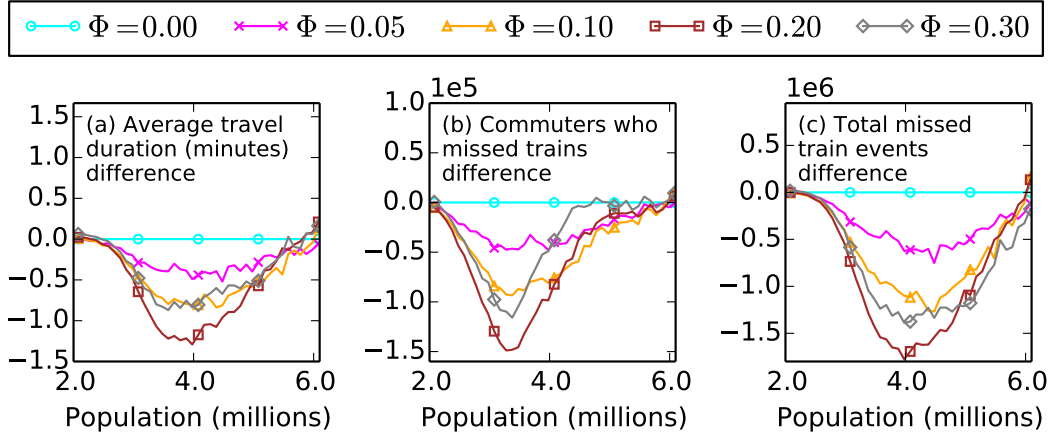 Φ=0.00 Φ=0.05 Φ=0.10 Φ=0.20 Φ=0.30
(a) Average travel
duration (minutes)
difference
1.5
1.0
0.5
0.0
−0.5
−1.0
−1.5
2.0 4.0 6.0
Population (millions)
1e5
(b) Commuters who
missed trains
difference
1.0
0.5
0.0
−0.5
−1.0
−1.5
2.0 4.0 6.0
Population (millions)
1e6
(c) Total missed
train events
difference
0.5
0.0
−0.5
−1.0
−1.5
2.0 4.0 6.0
Population (millions)